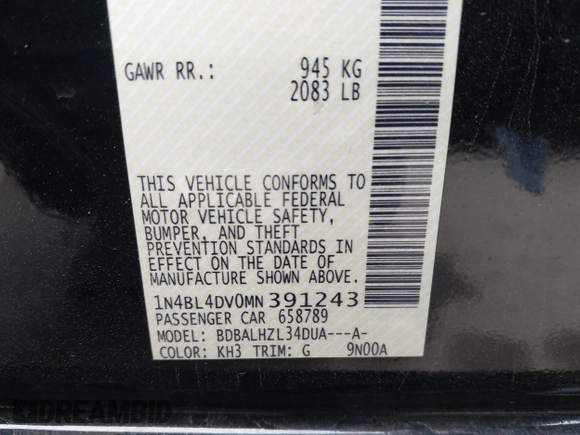 GAWR RR.: 945 KG
2083 LB
THIS VEHICLE CONFORMS TO
ALL APPLICABLE FEDERAL
MOTOR VEHICLE SAFETY,
BUMPER, AND THEFT
PREVENTION STANDARDS IN
EFFECT ON THE DATE OF
MANUFACTURE SHOWN ABOVE.
1N4BL4DV0MN391243
PASSENGER CAR 658789
MODEL: BDBALHZL34DUA---A-
COLOR: KH3 TRIM: G 9N00A
DREAMBID